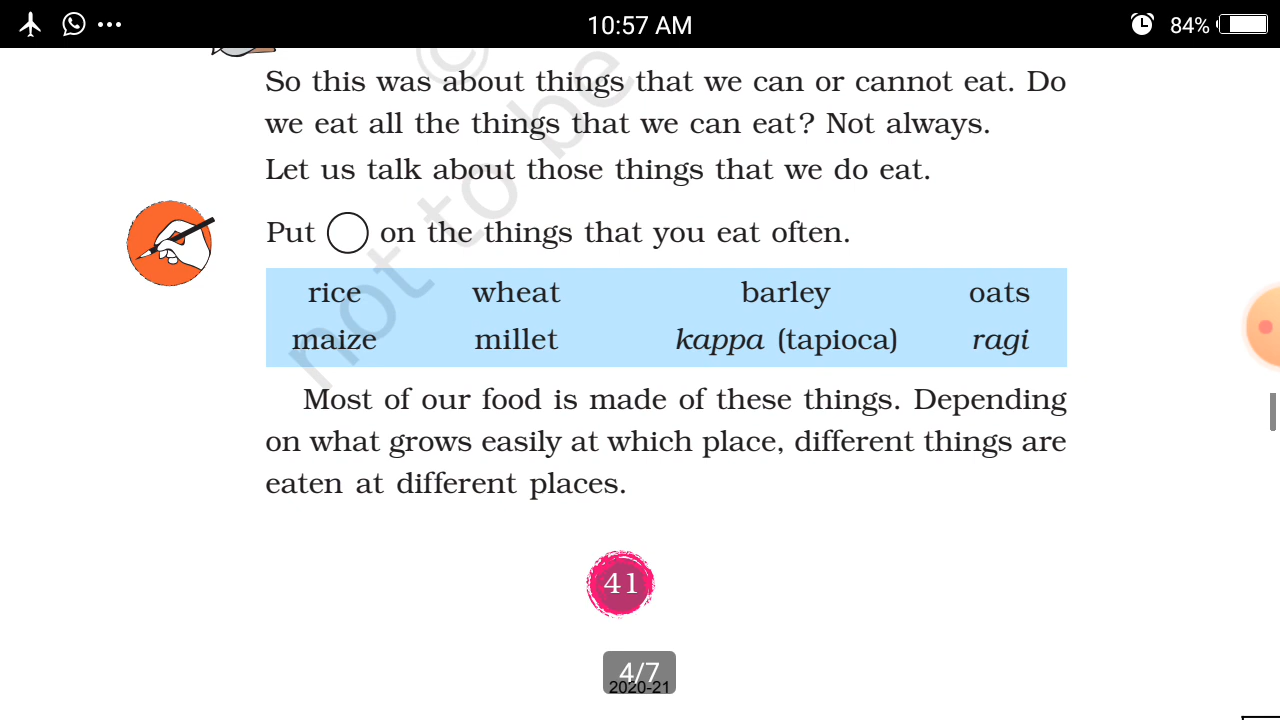 10:57 AM
84%
So this was about things that we can or cannot eat. Do
we eat all the things that we can eat? Not always.
Let us talk about those things that we do eat.
Put on the things that you eat often.
rice wheat barley oats
maize millet kappa (tapioca) ragi
Most of our food is made of these things. Depending
on what grows easily at which place, different things are
eaten at different places.
41
4/7
2020-21
©
not to be